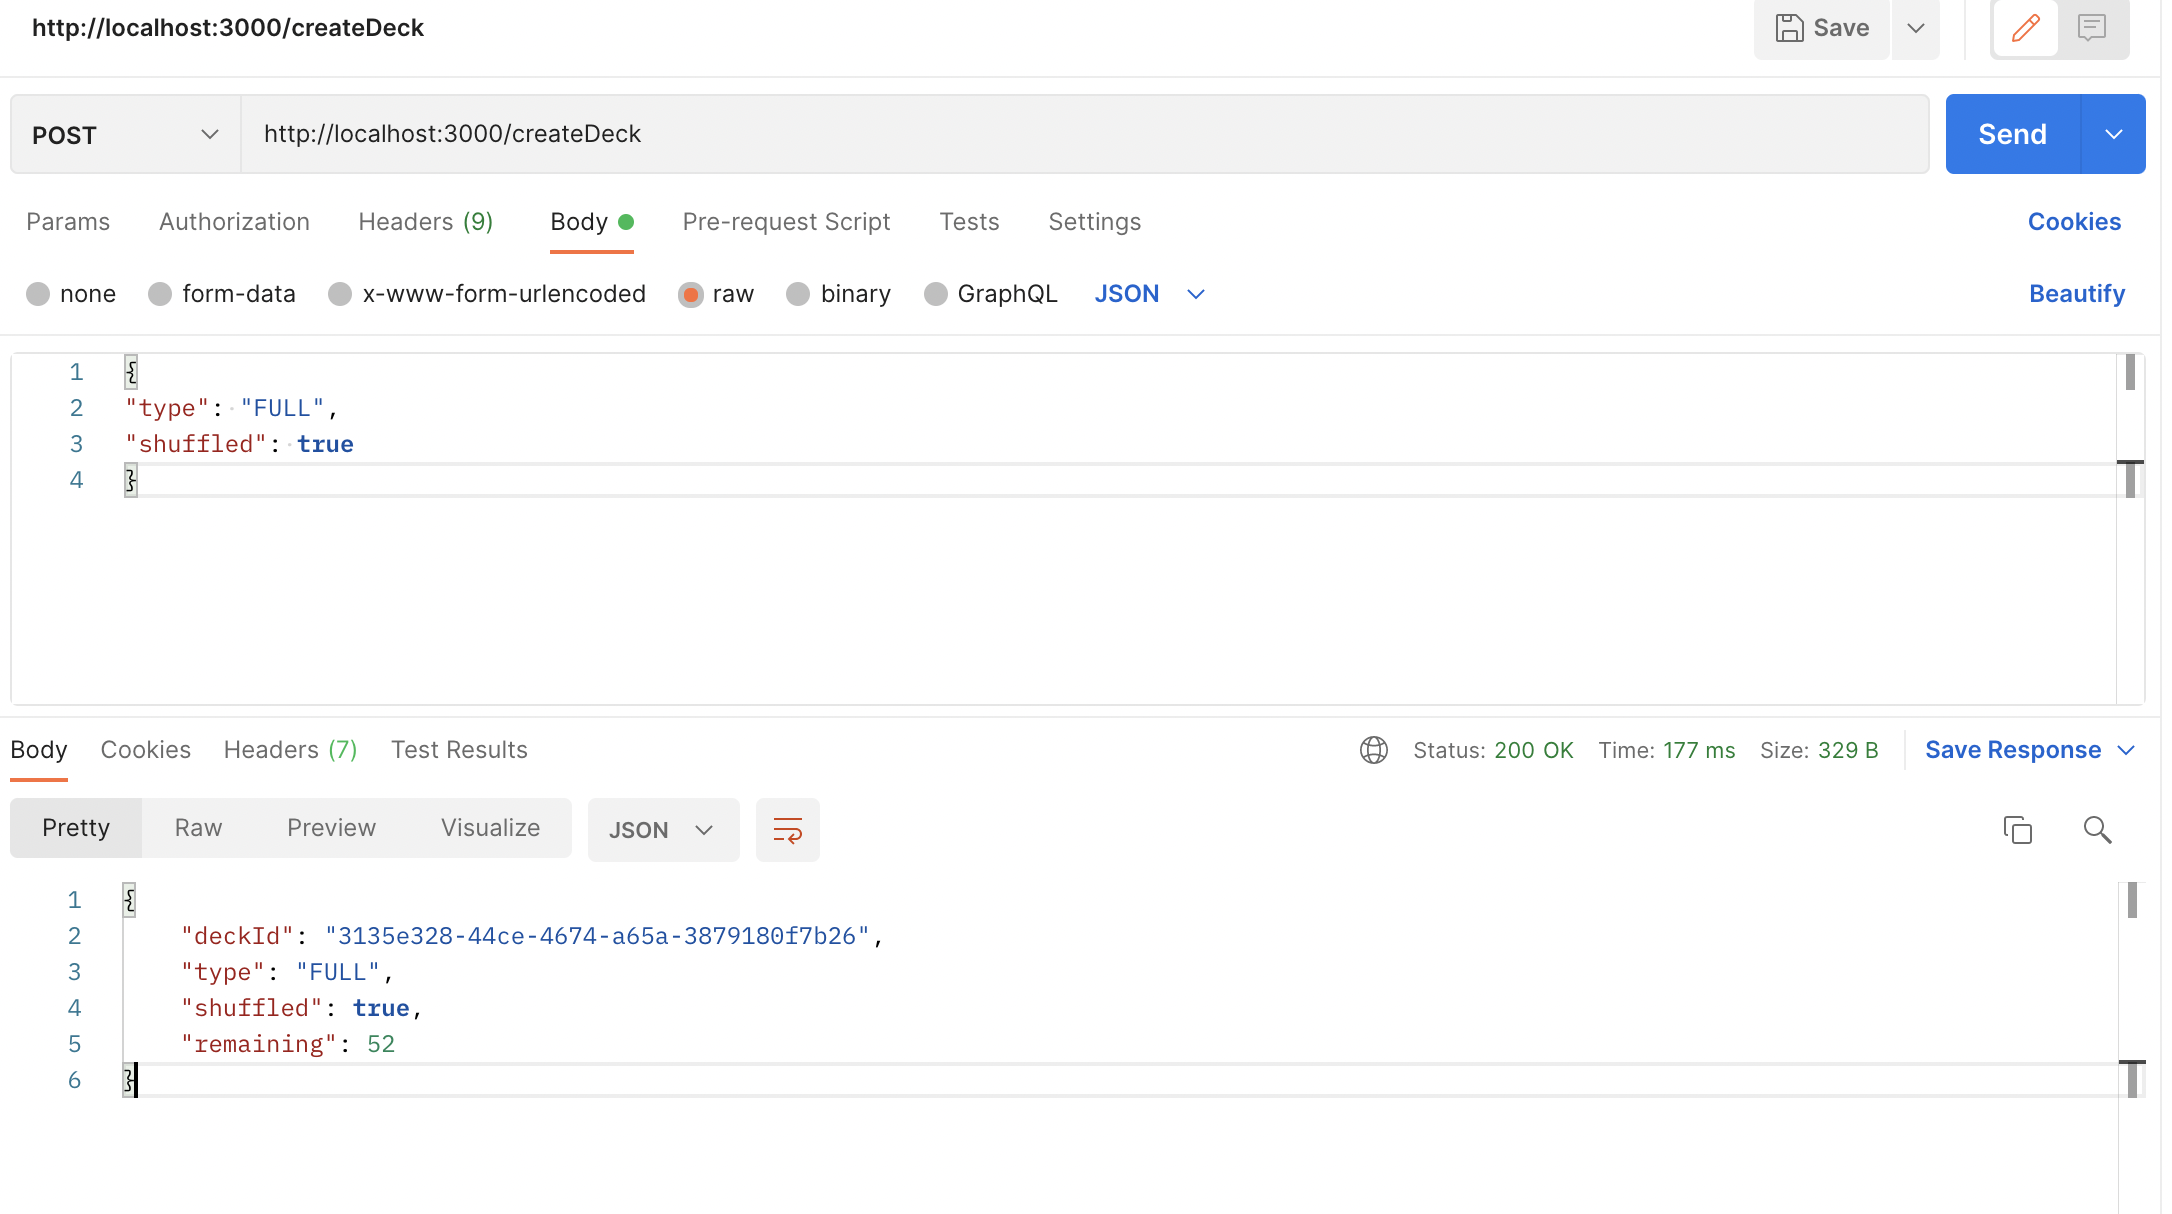 http://localhost:3000/createDeck Save
POST http://localhost:3000/createDeck Send
Params Authorization Headers (9) Body Pre-request Script Tests Settings Cookies
none form-data x-www-form-urlencoded raw binary GraphQL JSON Beautify
1 {
2 "type": "FULL",
3 "shuffled": true
4 }
Body Cookies Headers (7) Test Results Status: 200 OK Time: 177 ms Size: 329 B Save Response
Pretty Raw Preview Visualize JSON
1 {
2 "deckId": "3135e328-44ce-4674-a65a-3879180f7b26",
3 "type": "FULL",
4 "shuffled": true,
5 "remaining": 52
6 }